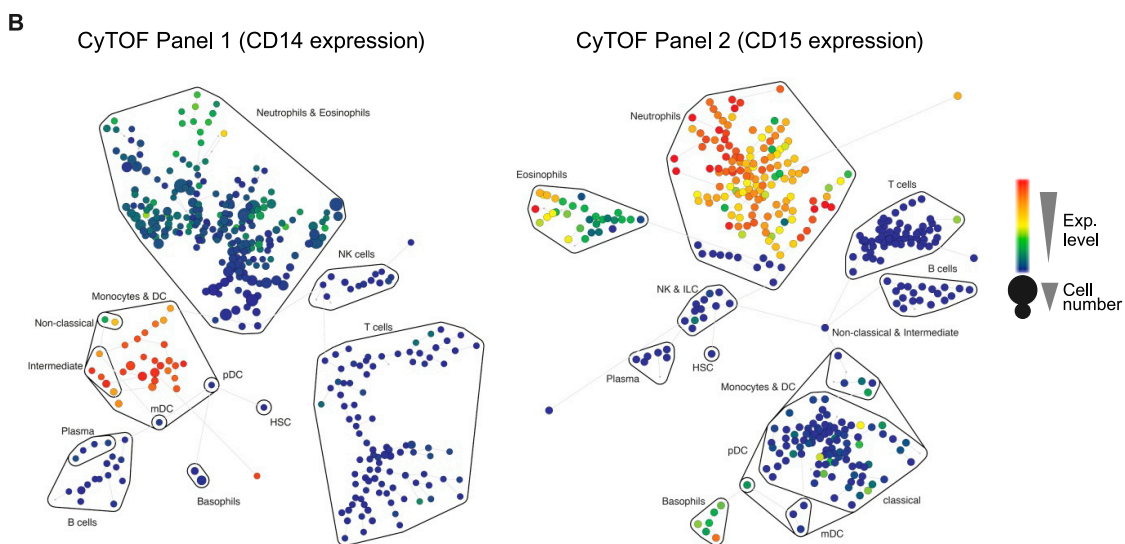 B
CyTOF Panel 1 (CD14 expression)
Neutrophils & Eosinophils
NK cells
Monocytes & DC
Non-classical
Intermediate
T cells
pDC
mDC
HSC
Plasma
Basophils
B cells
CyTOF Panel 2 (CD15 expression)
Neutrophils
Eosinophils
T cells
B cells
NK & ILC
Non-classical & Intermediate
Plasma
HSC
Monocytes & DC
pDC
Basophils
classical
mDC
Exp.
level
Cell
number